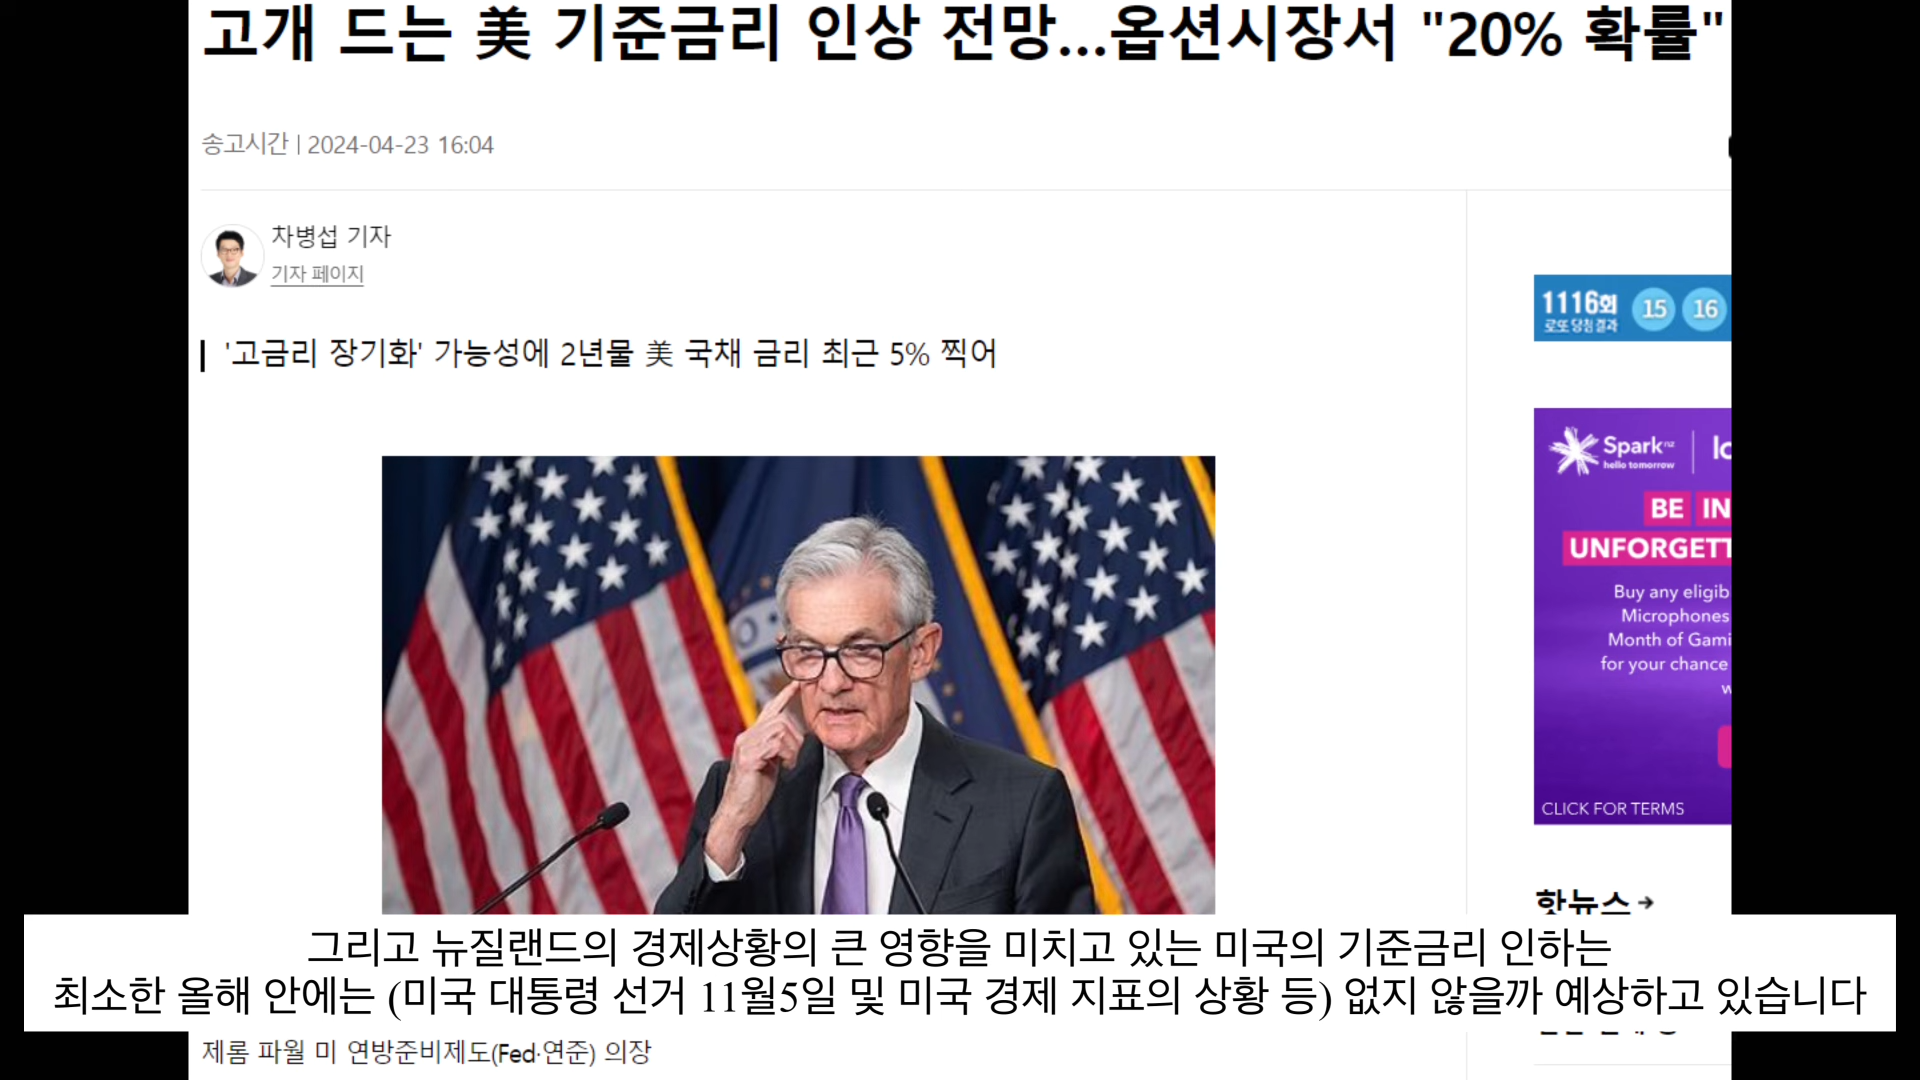 고개 드는 美 기준금리 인상 전망...옵션시장서 "20% 확률"
송고시간 | 2024-04-23 16:04
차병섭 기자
기자 페이지
'고금리 장기화' 가능성에 2년물 美 국채 금리 최근 5% 찍어
1116회
로또 당첨 결과
15 16
Spark nz
hello tomorrow
BE IN
UNFORGETT
Buy any eligib
Microphones
Month of Gami
for your chance
w
CLICK FOR TERMS
핫뉴스
그리고 뉴질랜드의 경제상황의 큰 영향을 미치고 있는 미국의 기준금리 인하는
최소한 올해 안에는 (미국 대통령 선거 11월5일 및 미국 경제 지표의 상황 등) 없지 않을까 예상하고 있습니다
제롬 파월 미 연방준비제도(Fed·연준) 의장